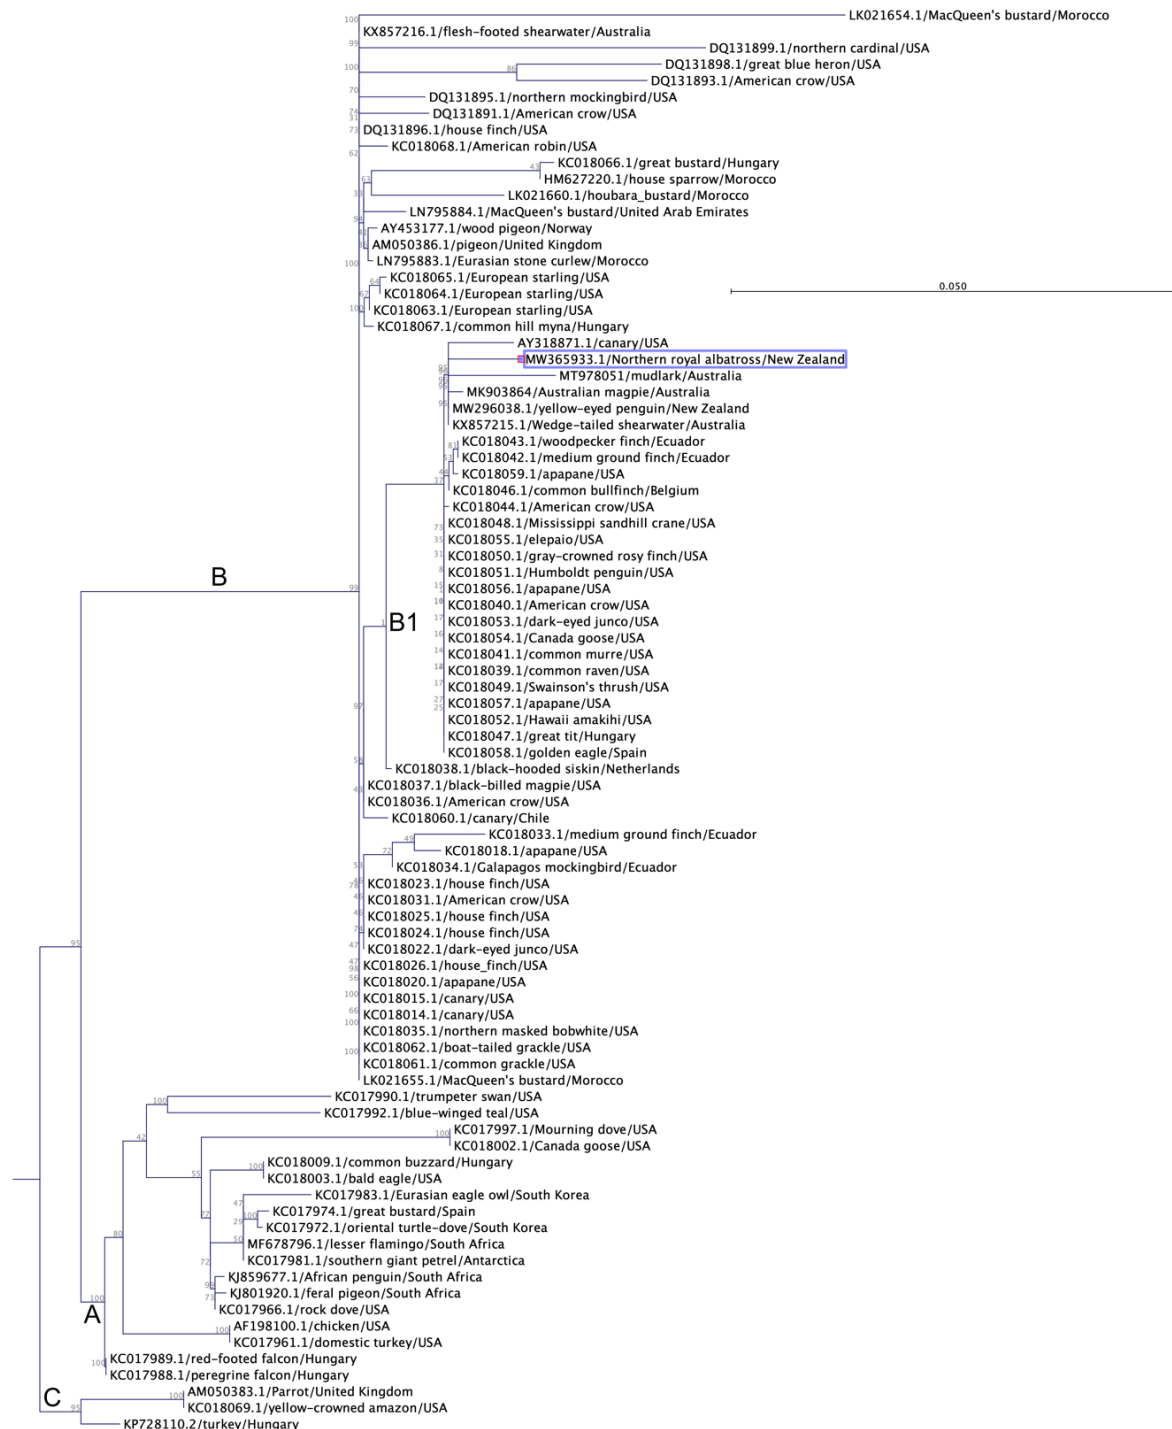 LK021654.1/MacQueen's bustard/Morocco
KX857216.1/flesh-footed shearwater/Australia
DQ131899.1/northern cardinal/USA
DQ131898.1/great blue heron/USA
DQ131893.1/American crow/USA
DQ131895.1/northern mockingbird/USA
DQ131891.1/American crow/USA
DQ131896.1/house finch/USA
KC018068.1/American robin/USA
KC018066.1/great bustard/Hungary
HM627220.1/house sparrow/Morocco
LK021660.1/houbara_bustard/Morocco
LN795884.1/MacQueen's bustard/United Arab Emirates
AY453177.1/wood pigeon/Norway
AM050386.1/pigeon/United Kingdom
LN795883.1/Eurasian stone curlew/Morocco
KC018065.1/European starling/USA
0.050
KC018064.1/European starling/USA
KC018063.1/European starling/USA
KC018067.1/common hill myna/Hungary
AY318871.1/canary/USA
MW365933.1/Northern royal albatross/New Zealand
MT978051/mudlark/Australia
MK903864/Australian magpie/Australia
MW296038.1/yellow-eyed penguin/New Zealand
KX857215.1/Wedge-tailed shearwater/Australia
KC018043.1/woodpecker finch/Ecuador
KC018042.1/medium ground finch/Ecuador
KC018059.1/apapane/USA
KC018046.1/common bullfinch/Belgium
KC018044.1/American crow/USA
KC018048.1/Mississippi sandhill crane/USA
KC018055.1/elepaio/USA
KC018050.1/gray-crowned rosy finch/USA
KC018051.1/Humboldt penguin/USA
B
KC018056.1/apapane/USA
KC018040.1/American crow/USA
B1
KC018053.1/dark-eyed junco/USA
KC018054.1/Canada goose/USA
KC018041.1/common murre/USA
KC018039.1/common raven/USA
KC018049.1/Swainson's thrush/USA
KC018057.1/apapane/USA
KC018052.1/Hawaii amakihi/USA
KC018047.1/great tit/Hungary
KC018058.1/golden eagle/Spain
KC018038.1/black-hooded siskin/Netherlands
KC018037.1/black-billed magpie/USA
KC018036.1/American crow/USA
KC018060.1/canary/Chile
KC018033.1/medium ground finch/Ecuador
KC018018.1/apapane/USA
KC018034.1/Galapagos mockingbird/Ecuador
KC018023.1/house finch/USA
KC018031.1/American crow/USA
KC018025.1/house finch/USA
KC018024.1/house finch/USA
KC018022.1/dark-eyed junco/USA
KC018026.1/house_finch/USA
KC018020.1/apapane/USA
KC018015.1/canary/USA
KC018014.1/canary/USA
KC018035.1/northern masked bobwhite/USA
KC018062.1/boat-tailed grackle/USA
KC018061.1/common grackle/USA
LK021655.1/MacQueen's bustard/Morocco
KC017990.1/trumpeter swan/USA
KC017992.1/blue-winged teal/USA
KC017997.1/Mourning dove/USA
KC018002.1/Canada goose/USA
KC018009.1/common buzzard/Hungary
KC018003.1/bald eagle/USA
KC017983.1/Eurasian eagle owl/South Korea
KC017974.1/great bustard/Spain
KC017972.1/oriental turtle-dove/South Korea
MF678796.1/lesser flamingo/South Africa
KC017981.1/southern giant petrel/Antarctica
KJ859677.1/African penguin/South Africa
KJ801920.1/feral pigeon/South Africa
KC017966.1/rock dove/USA
A
AF198100.1/chicken/USA
KC017961.1/domestic turkey/USA
KC017989.1/red-footed falcon/Hungary
KC017988.1/peregrine falcon/Hungary
C
AM050383.1/Parrot/United Kingdom
KC018069.1/yellow-crowned amazon/USA
KP728110.2/turkey/Hungary